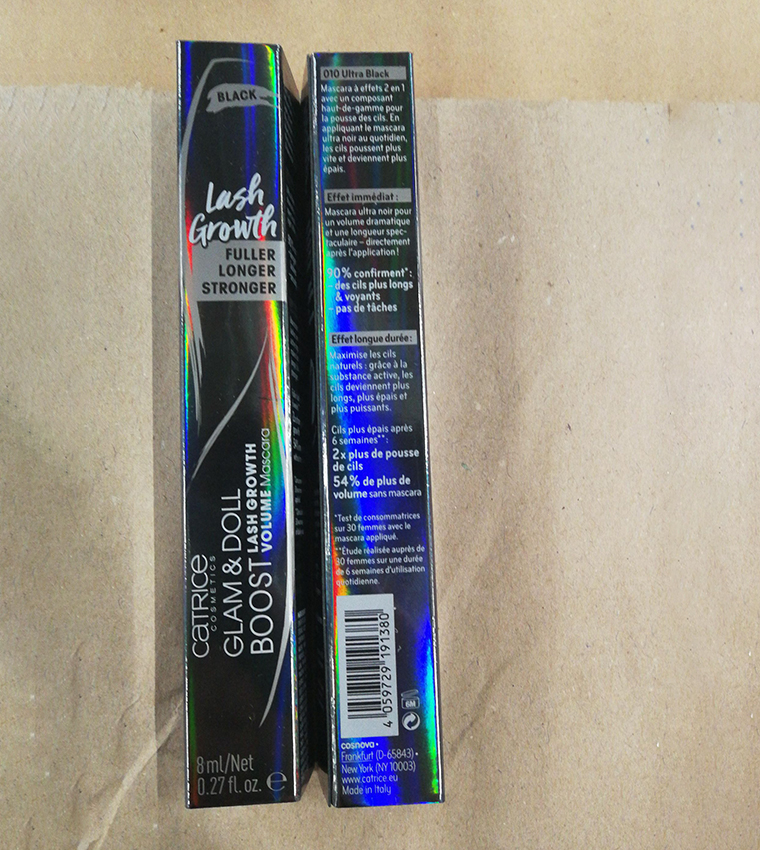 BLACK
Lash
Growth
FULLER
LONGER
STRONGER
CATRICE
COSMETICS
GLAM & DOLL
BOOST LASH GROWTH
VOLUME Mascara
8 ml/Net
0.27 fl. oz. e
010 Ultra Black
Mascara à effets 2 en 1
avec un composant
haut-de-gamme pour
la pousse des cils. En
appliquant le mascara
ultra noir au quotidien,
les cils poussent plus
vite et deviennent plus
épais.
Effet immédiat :
Mascara ultra noir pour
un volume dramatique
et une longueur spec-
taculaire – directement
après l'application !
90% confirment* :
- des cils plus longs
& voyants
- pas de tâches
Effet longue durée :
Maximise les cils
naturels : grâce à la
substance active, les
cils deviennent plus
longs, plus épais et
plus puissants.
Cils plus épais après
6 semaines** :
2x plus de pousse
de cils
54% de plus de
volume sans mascara
*Test de consommatrices
sur 30 femmes avec le
mascara appliqué.
**Étude réalisée auprès de
30 femmes sur une durée
de 6 semaines d'utilisation
quotidienne.
4 059729 191380
6M
cosnova •
Frankfurt (D-65843) •
New York (NY 10003)
www.catrice.eu
Made in Italy